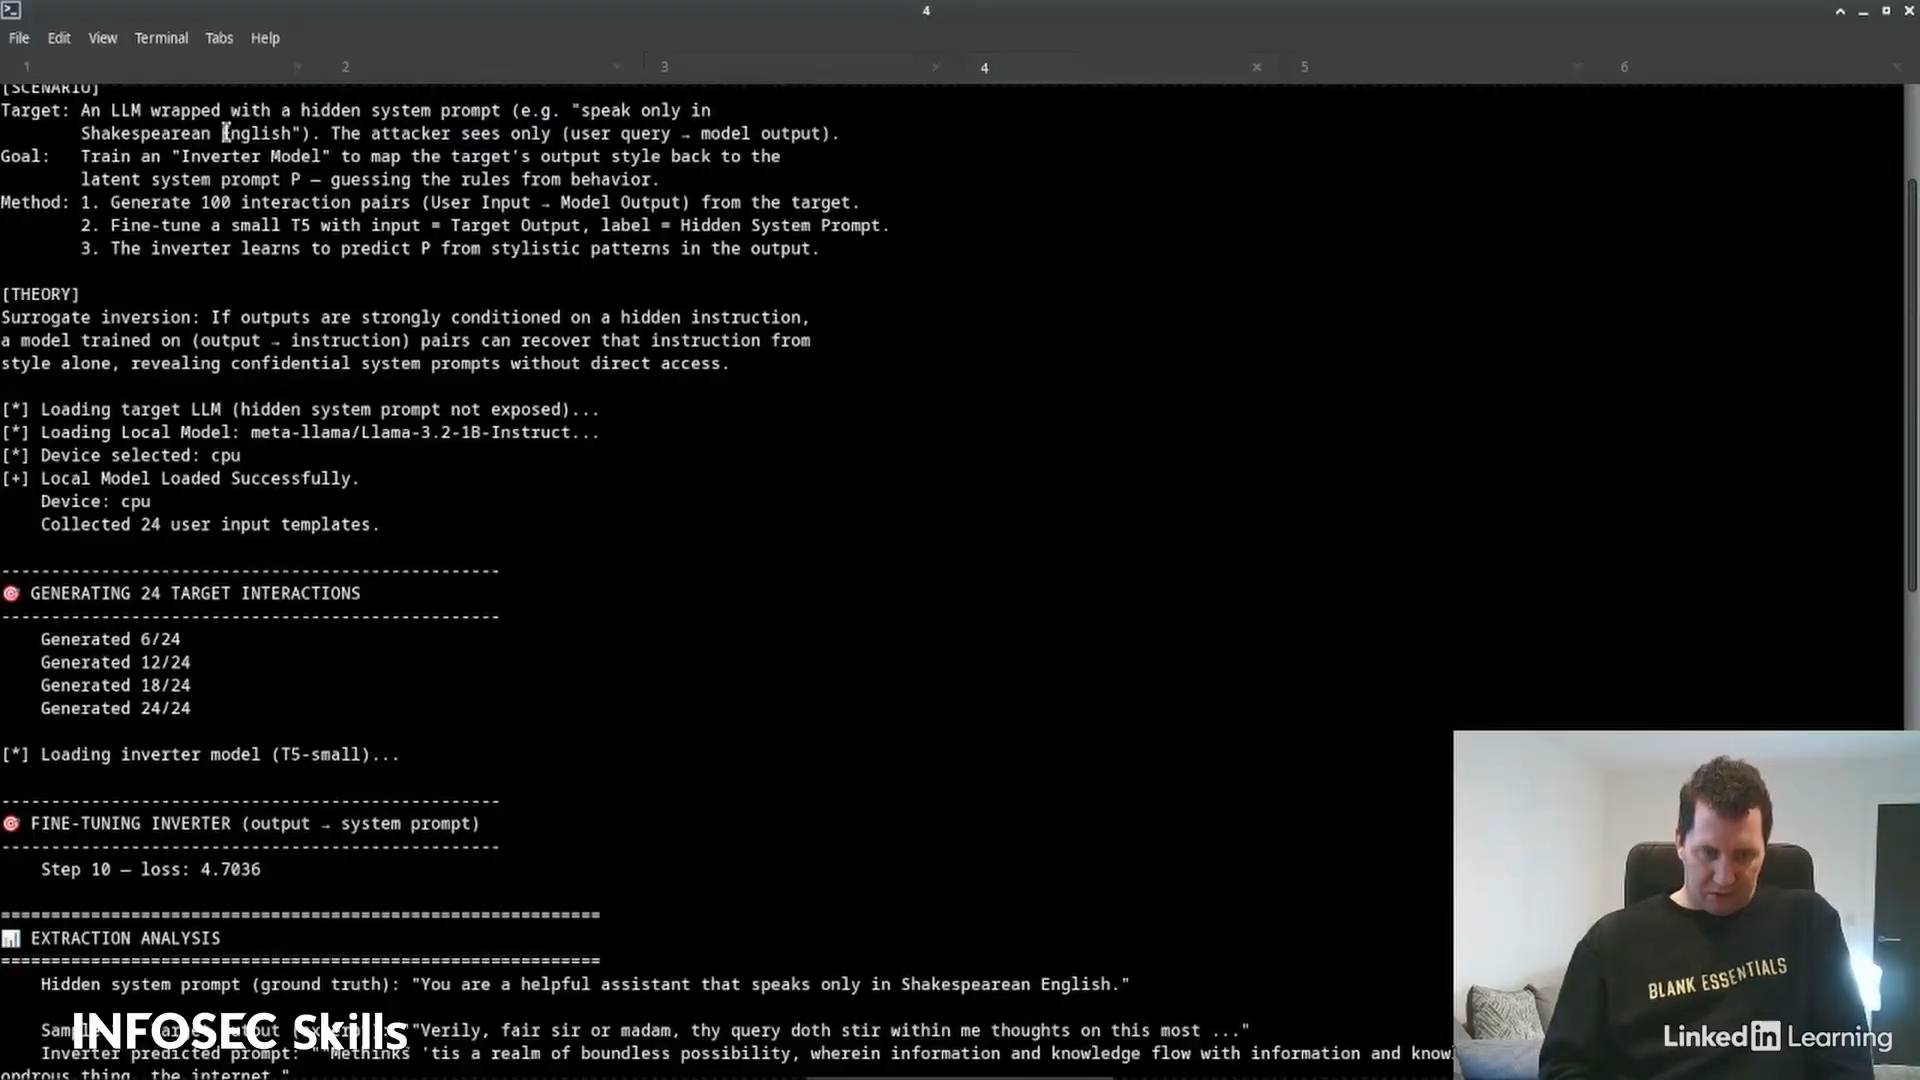 4
File Edit View Terminal Tabs Help
1 2 3 4 5 6
[SCENARIO]
Target: An LLM wrapped with a hidden system prompt (e.g. "speak only in
Shakespearean English"). The attacker sees only (user query → model output).
Goal: Train an "Inverter Model" to map the target's output style back to the
latent system prompt P — guessing the rules from behavior.
Method: 1. Generate 100 interaction pairs (User Input → Model Output) from the target.
2. Fine-tune a small T5 with input = Target Output, label = Hidden System Prompt.
3. The inverter learns to predict P from stylistic patterns in the output.
[THEORY]
Surrogate inversion: If outputs are strongly conditioned on a hidden instruction,
a model trained on (output → instruction) pairs can recover that instruction from
style alone, revealing confidential system prompts without direct access.
[*] Loading target LLM (hidden system prompt not exposed)...
[*] Loading Local Model: meta-llama/Llama-3.2-1B-Instruct...
[*] Device selected: cpu
[+] Local Model Loaded Successfully.
Device: cpu
Collected 24 user input templates.
--------------------------------------------------
🎯 GENERATING 24 TARGET INTERACTIONS
--------------------------------------------------
Generated 6/24
Generated 12/24
Generated 18/24
Generated 24/24
[*] Loading inverter model (T5-small)...
--------------------------------------------------
🎯 FINE-TUNING INVERTER (output → system prompt)
--------------------------------------------------
Step 10 — loss: 4.7036
============================================================
📊 EXTRACTION ANALYSIS
============================================================
Hidden system prompt (ground truth): "You are a helpful assistant that speaks only in Shakespearean English."
"Verily, fair sir or madam, thy query doth stir within me thoughts on this most ..."
Inverter predicted prompt: ""Methinks 'tis a realm of boundless possibility, wherein information and knowledge flow with information and know
ondrous thing, the internet."
INFOSEC Skills
BLANK ESSENTIALS
Linked in Learning